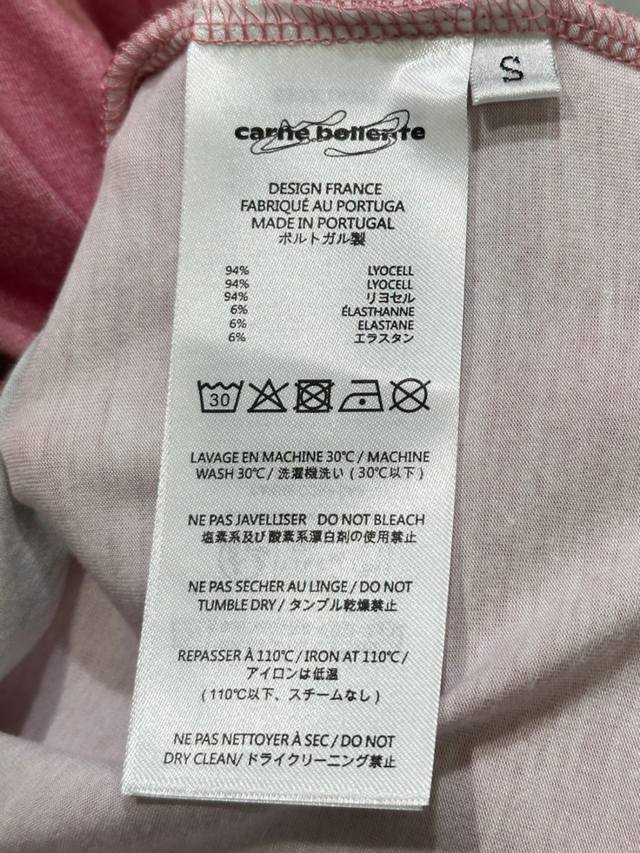 S
carne bollente
DESIGN FRANCE
FABRIQUÉ AU PORTUGA
MADE IN PORTUGAL
ポルトガル製
94% LYOCELL
94% LYOCELL
94% リヨセル
6% ÉLASTHANNE
6% ELASTANE
6% エラスタン
30
LAVAGE EN MACHINE 30℃ / MACHINE
WASH 30℃ / 洗濯機洗い ( 30℃以下 )
NE PAS JAVELLISER DO NOT BLEACH
塩素系及び酸素系漂白剤の使用禁止
NE PAS SECHER AU LINGE / DO NOT
TUMBLE DRY / タンブル乾燥禁止
REPASSER À 110℃ / IRON AT 110℃ /
アイロンは低温
( 110℃以下、スチームなし )
NE PAS NETTOYER À SEC / DO NOT
DRY CLEAN/ ドライクリーニング禁止